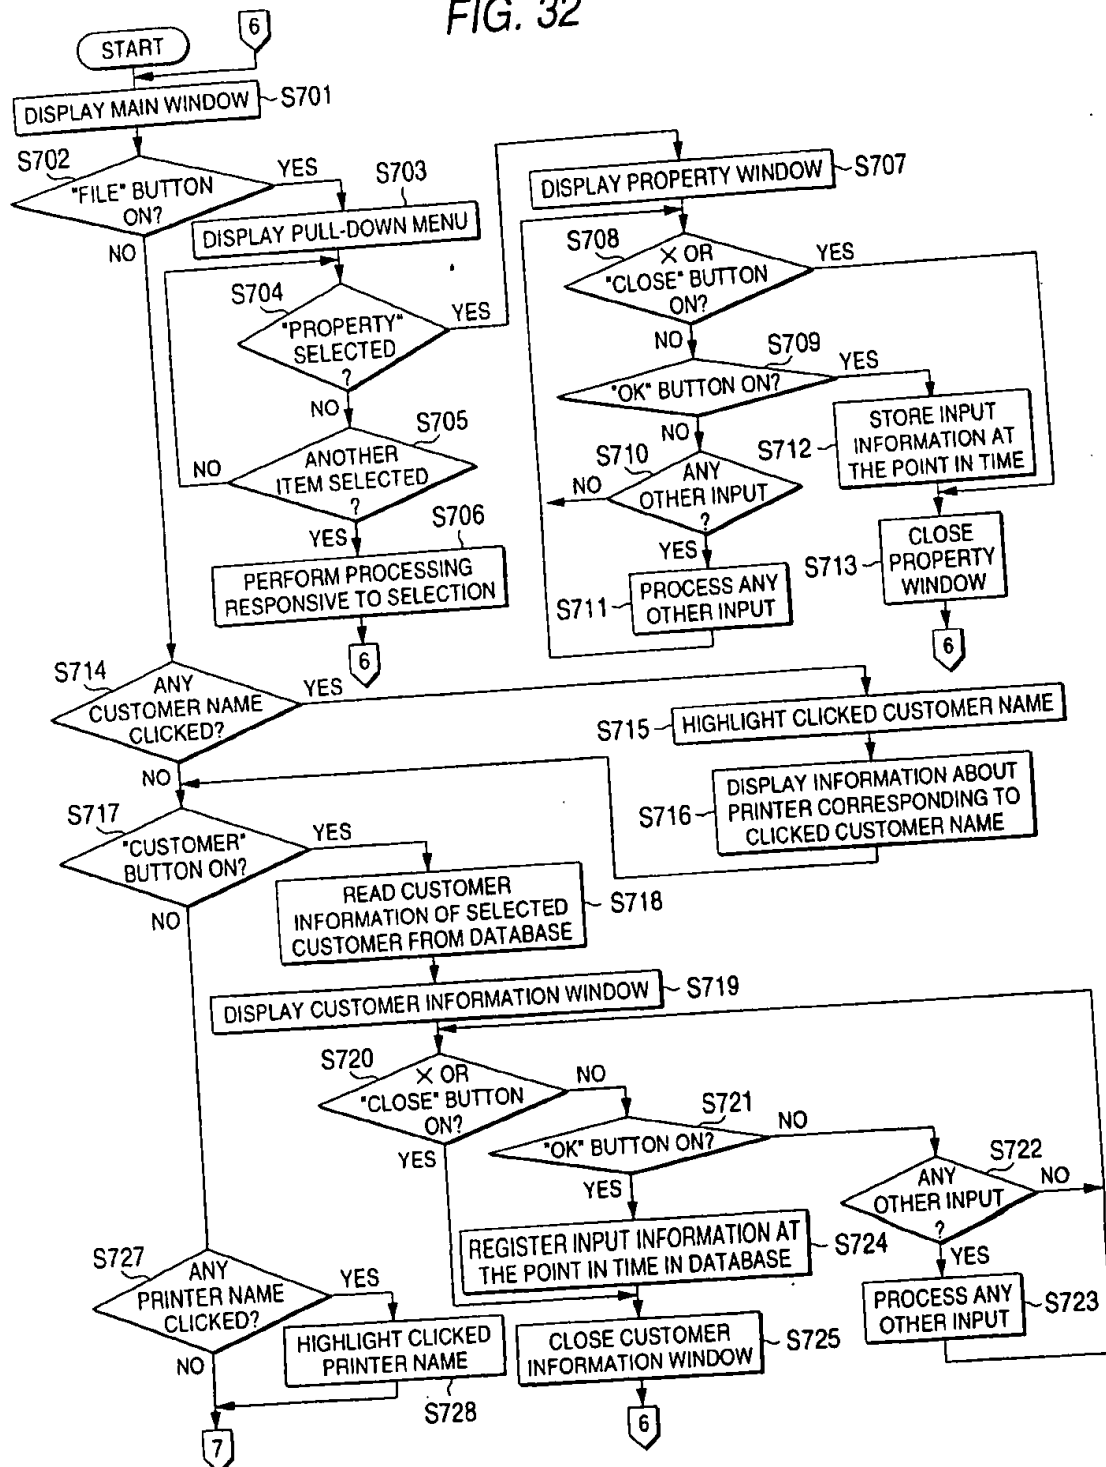 FIG. 32
6
START
DISPLAY MAIN WINDOW
S701
S702
"FILE" BUTTON
ON?
YES
NO
S703
DISPLAY PULL-DOWN MENU
S704
"PROPERTY"
SELECTED
?
YES
NO
S705
ANOTHER
ITEM SELECTED
?
NO
YES
S706
PERFORM PROCESSING
RESPONSIVE TO SELECTION
6
DISPLAY PROPERTY WINDOW
S707
S708
X OR
"CLOSE" BUTTON
ON?
YES
NO
S709
"OK" BUTTON ON?
YES
NO
S710
ANY
OTHER INPUT
?
NO
YES
S711
PROCESS ANY
OTHER INPUT
S712
STORE INPUT
INFORMATION AT
THE POINT IN TIME
S713
CLOSE
PROPERTY
WINDOW
6
S714
ANY
CUSTOMER NAME
CLICKED?
YES
NO
S715
HIGHLIGHT CLICKED CUSTOMER NAME
S716
DISPLAY INFORMATION ABOUT
PRINTER CORRESPONDING TO
CLICKED CUSTOMER NAME
S717
"CUSTOMER"
BUTTON ON?
YES
NO
READ CUSTOMER
INFORMATION OF SELECTED
CUSTOMER FROM DATABASE
S718
DISPLAY CUSTOMER INFORMATION WINDOW
S719
S720
X OR
"CLOSE" BUTTON
ON?
NO
YES
S721
"OK" BUTTON ON?
NO
YES
S722
ANY
OTHER INPUT
?
NO
YES
PROCESS ANY
OTHER INPUT
S723
REGISTER INPUT INFORMATION AT
THE POINT IN TIME IN DATABASE
S724
CLOSE CUSTOMER
INFORMATION WINDOW
S725
6
S727
ANY
PRINTER NAME
CLICKED?
YES
NO
HIGHLIGHT CLICKED
PRINTER NAME
S728
7